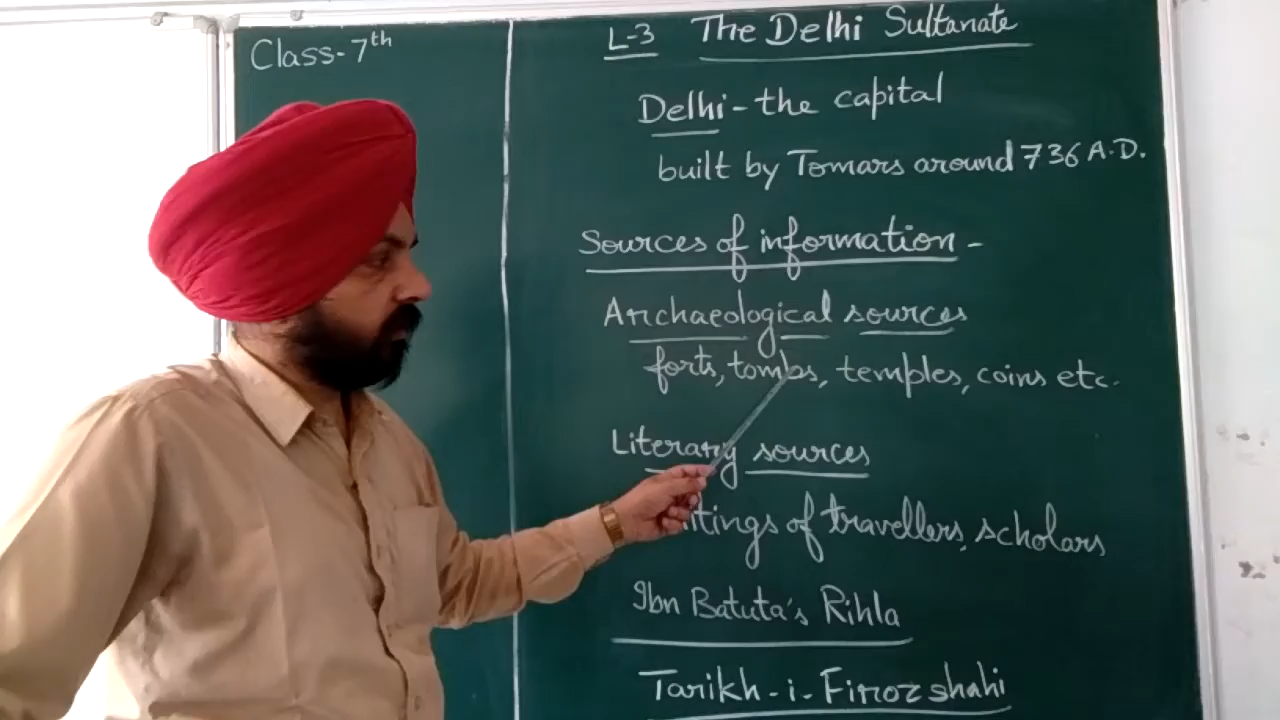 Class-7th
L-3 The Delhi Sultanate
Delhi - the capital
built by Tomars around 736 A.D.
Sources of information -
Archaeological sources
forts, tombs, temples, coins etc.
Literary sources
itings of travellers, scholars
Ibn Batuta's Rihla
Tarikh-i-Firozshahi